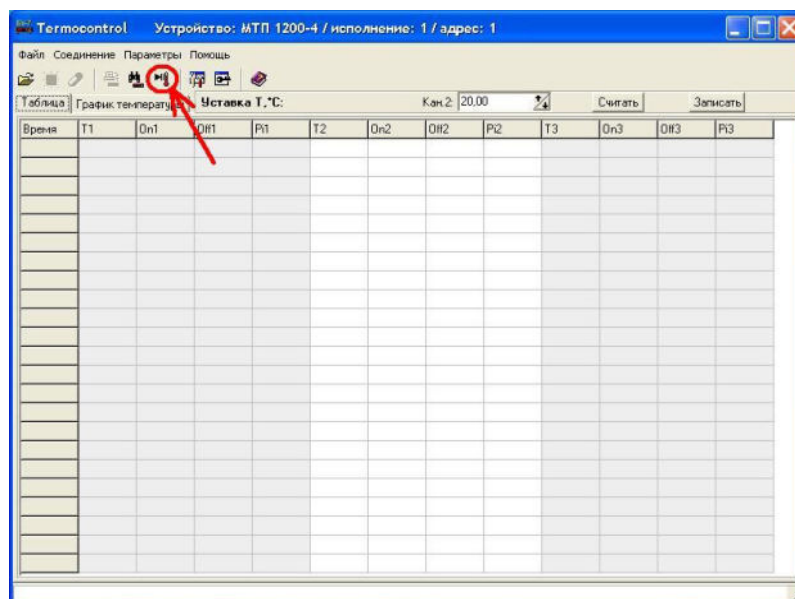 Termocontrol Устройство: МТП 1200-4 / исполнение: 1 / адрес: 1
Файл Соединение Параметры Помощь
Таблица График температуры Уставка T,°C: Кан.2: 20,00 Считать Записать
Время T1 On1 Off1 Pi1 T2 On2 Off2 Pi2 T3 On3 Off3 Pi3